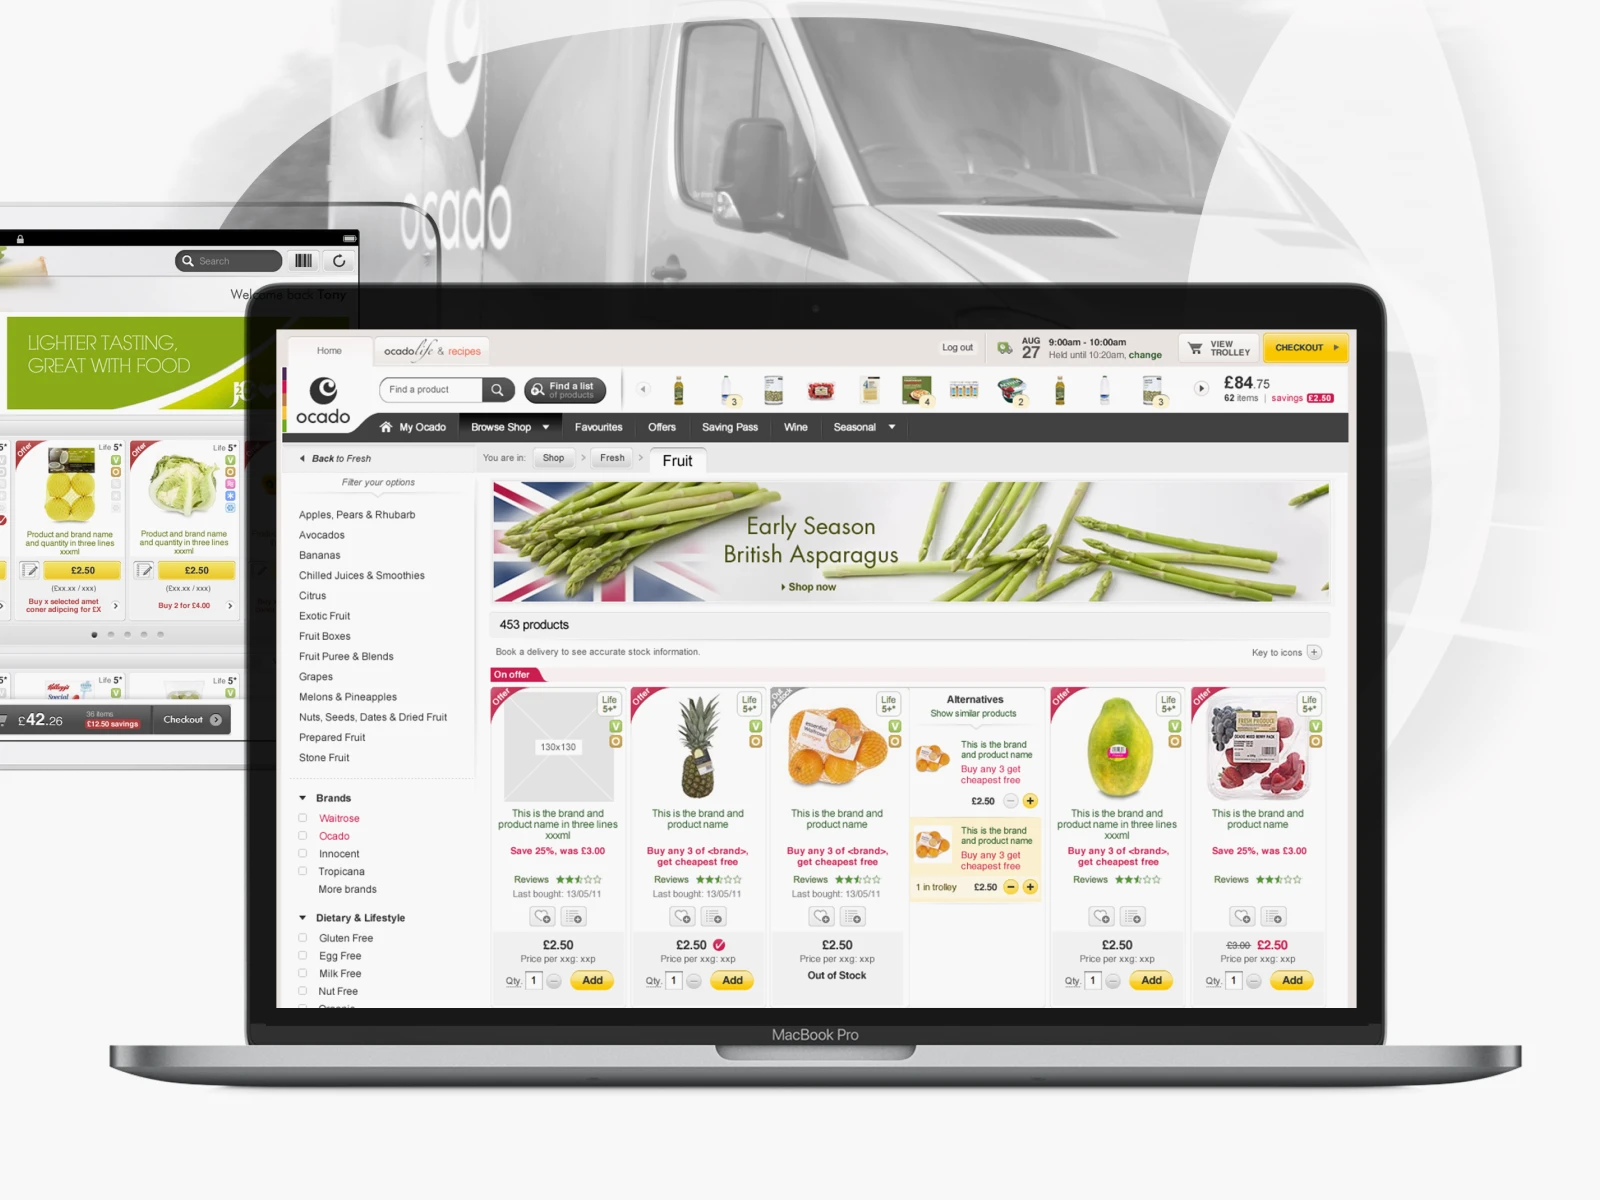 ocado
Search
Welcome back Tony
LIGHTER TASTING,
GREAT WITH FOOD
Offer
Life 5*
Product and brand name
and quantity in three lines
xxxml
£2.50
(£xx.xx / xxx)
Buy x selected amet
coner adipcing for £X
Offer
Life 5*
Product and brand name
and quantity in three lines
xxxml
£2.50
(£xx.xx / xxx)
Buy 2 for £4.00
Life 5*
Kellogg's
Special
Life 5*
£42.26
36 items
£12.50 savings
Checkout
Home
ocadolife & recipes
Log out
AUG
27
9:00am - 10:00am
Held until 10:20am, change
VIEW
TROLLEY
CHECKOUT
ocado
Find a product
Find a list
of products
3
4
2
3
£84.75
62 items | savings £2.50
My Ocado
Browse Shop
Favourites
Offers
Saving Pass
Wine
Seasonal
Back to Fresh
You are in:
Shop
Fresh
Fruit
Filter your options
Apples, Pears & Rhubarb
Avocados
Bananas
Chilled Juices & Smoothies
Citrus
Exotic Fruit
Fruit Boxes
Fruit Puree & Blends
Grapes
Melons & Pineapples
Nuts, Seeds, Dates & Dried Fruit
Prepared Fruit
Stone Fruit
Brands
Waitrose
Ocado
Innocent
Tropicana
More brands
Dietary & Lifestyle
Gluten Free
Egg Free
Milk Free
Nut Free
Organic
Early Season
British Asparagus
Shop now
453 products
Book a delivery to see accurate stock information.
Key to icons
On offer
Offer
Life
5+*
V
130x130
This is the brand and
product name in three lines
xxxml
Save 25%, was £3.00
Reviews
Last bought: 13/05/11
£2.50
Price per xxg: xxp
Qty. 1
Add
Offer
Life
5+*
V
This is the brand and
product name
Buy any 3 of <brand>,
get cheapest free
Reviews
Last bought: 13/05/11
£2.50
Price per xxg: xxp
Qty. 1
Add
Out of stock
Life
5+*
V
This is the brand and
product name
Buy any 3 of <brand>,
get cheapest free
Reviews
Last bought: 13/05/11
£2.50
Price per xxg: xxp
Out of Stock
Alternatives
Show similar products
This is the brand
and product name
Buy any 3 get
cheapest free
£2.50
This is the brand
and product name
Buy any 3 get
cheapest free
1 in trolley
£2.50
Offer
Life
5+*
V
This is the brand and
product name in three lines
xxxml
Buy any 3 of <brand>,
get cheapest free
Reviews
£2.50
Price per xxg: xxp
Qty. 1
Add
Offer
Life
5+*
V
FRESH PRODUCE
OCADO MIXED BERRY PACK
This is the brand and
product name
Save 25%, was £3.00
Reviews
£3.00 £2.50
Price per xxg: xxp
Qty. 1
Add
MacBook Pro